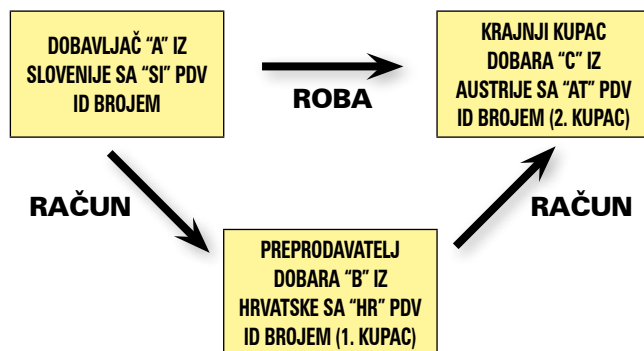 DOBAVLJAČ “A” IZ
SLOVENIJE SA “SI” PDV
ID BROJEM
ROBA
KRAJNJI KUPAC
DOBARA “C” IZ
AUSTRIJE SA “AT” PDV
ID BROJEM (2. KUPAC)
RAČUN
RAČUN
PREPRODAVATELJ
DOBARA “B” IZ
HRVATSKE SA “HR” PDV
ID BROJEM (1. KUPAC)